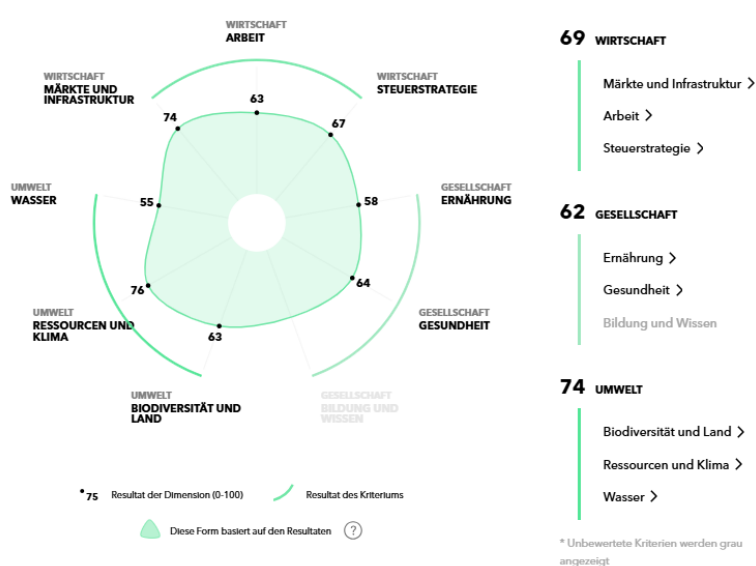 WIRTSCHAFT
ARBEIT
WIRTSCHAFT
MÄRKTE UND
INFRASTRUKTUR
WIRTSCHAFT
STEUERSTRATEGIE
63
74
67
UMWELT
WASSER
55
58
GESELLSCHAFT
ERNÄHRUNG
76
64
63
UMWELT
RESSOURCEN UND
KLIMA
GESELLSCHAFT
GESUNDHEIT
UMWELT
BIODIVERSITÄT UND
LAND
GESELLSCHAFT
BILDUNG UND
WISSEN
75 Resultat der Dimension (0-100)
Resultat des Kriteriums
Diese Form basiert auf den Resultaten ?
69 WIRTSCHAFT
Märkte und Infrastruktur >
Arbeit >
Steuerstrategie >
62 GESELLSCHAFT
Ernährung >
Gesundheit >
Bildung und Wissen
74 UMWELT
Biodiversität und Land >
Ressourcen und Klima >
Wasser >
* Unbewertete Kriterien werden grau
angezeigt